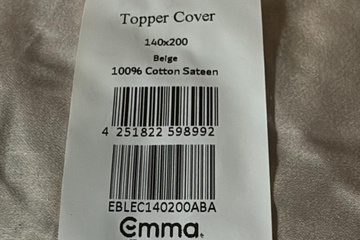 Topper Cover
140x200
Beige
100% Cotton Sateen
4 251822 598992
EBLEC140200ABA
emma